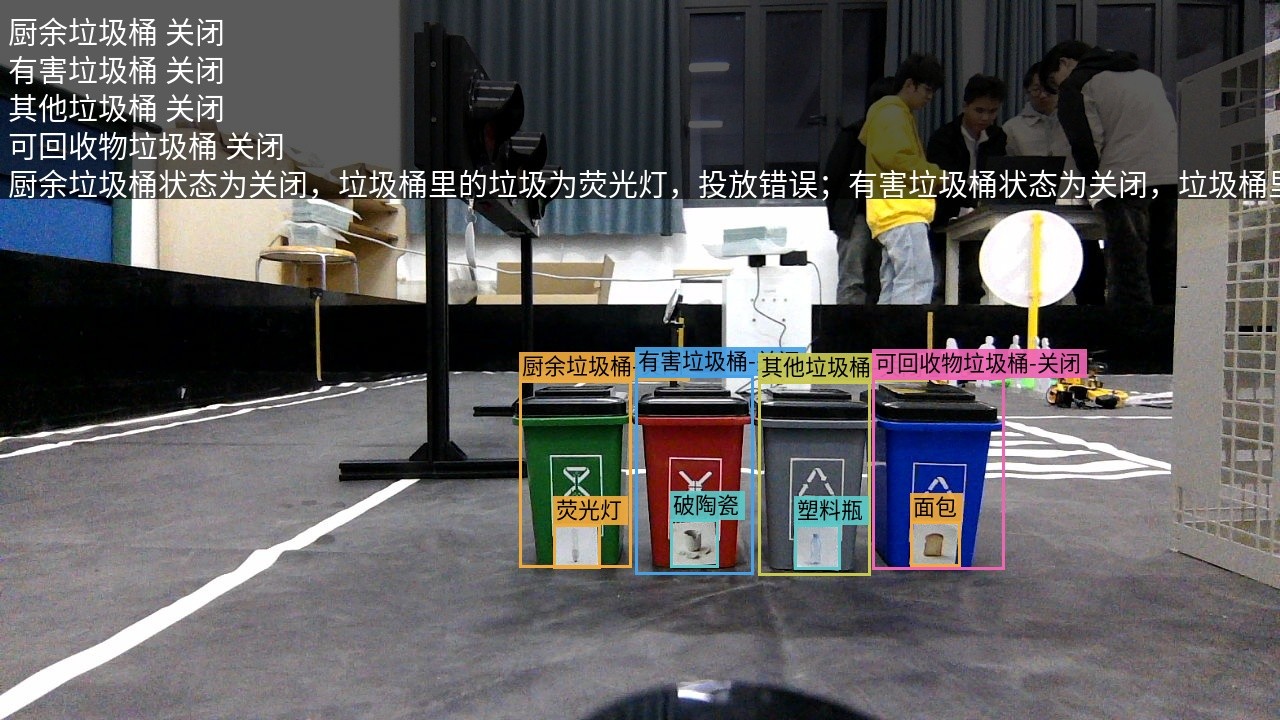 厨余垃圾桶 关闭
有害垃圾桶 关闭
其他垃圾桶 关闭
可回收物垃圾桶 关闭
厨余垃圾桶状态为关闭，垃圾桶里的垃圾为荧光灯，投放错误；有害垃圾桶状态为关闭，垃圾桶里
厨余垃圾桶-
有害垃圾桶-
其他垃圾桶
可回收物垃圾桶-关闭
荧光灯
破陶瓷
塑料瓶
面包